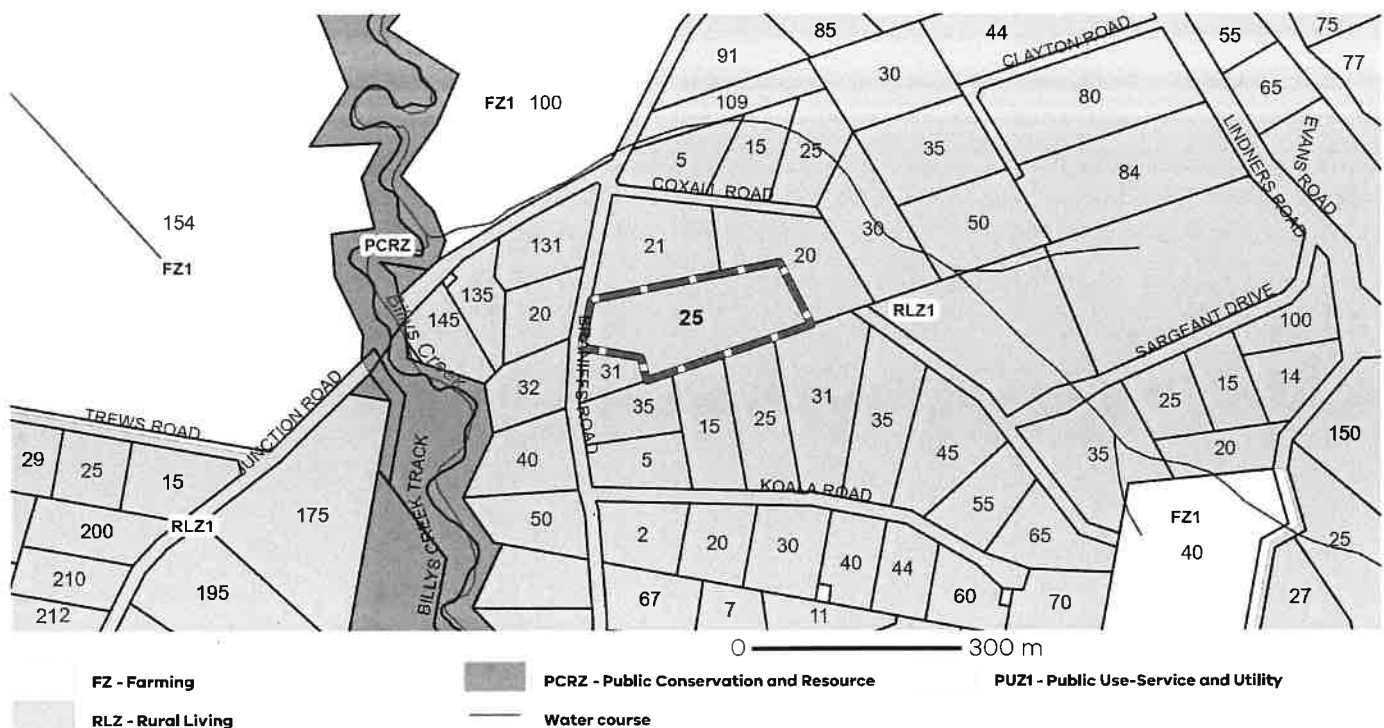 85
44
55
75
91
CLAYTON ROAD
77
30
65
FZ1 100
109
80
LINDNERS ROAD
EVANS ROAD
5
15
25
35
84
COXALL ROAD
154
PCRZ
131
21
30
50
FZ1
20
135
20
145
Billys Creek
25
RLZ1
SARGEANT DRIVE
100
BRANIFFS ROAD
31
32
35
31
15
14
JUNCTION ROAD
TREWS ROAD
15
25
35
25
45
29
25
15
5
20
35
150
40
KOALA ROAD
BILLYS CREEK TRACK
175
RLZ1
200
55
FZ1
50
2
20
30
65
40
25
40
44
210
195
67
7
11
60
70
27
212
0 300 m
FZ - Farming
PCRZ - Public Conservation and Resource
PUZ1 - Public Use-Service and Utility
RLZ - Rural Living
Water course